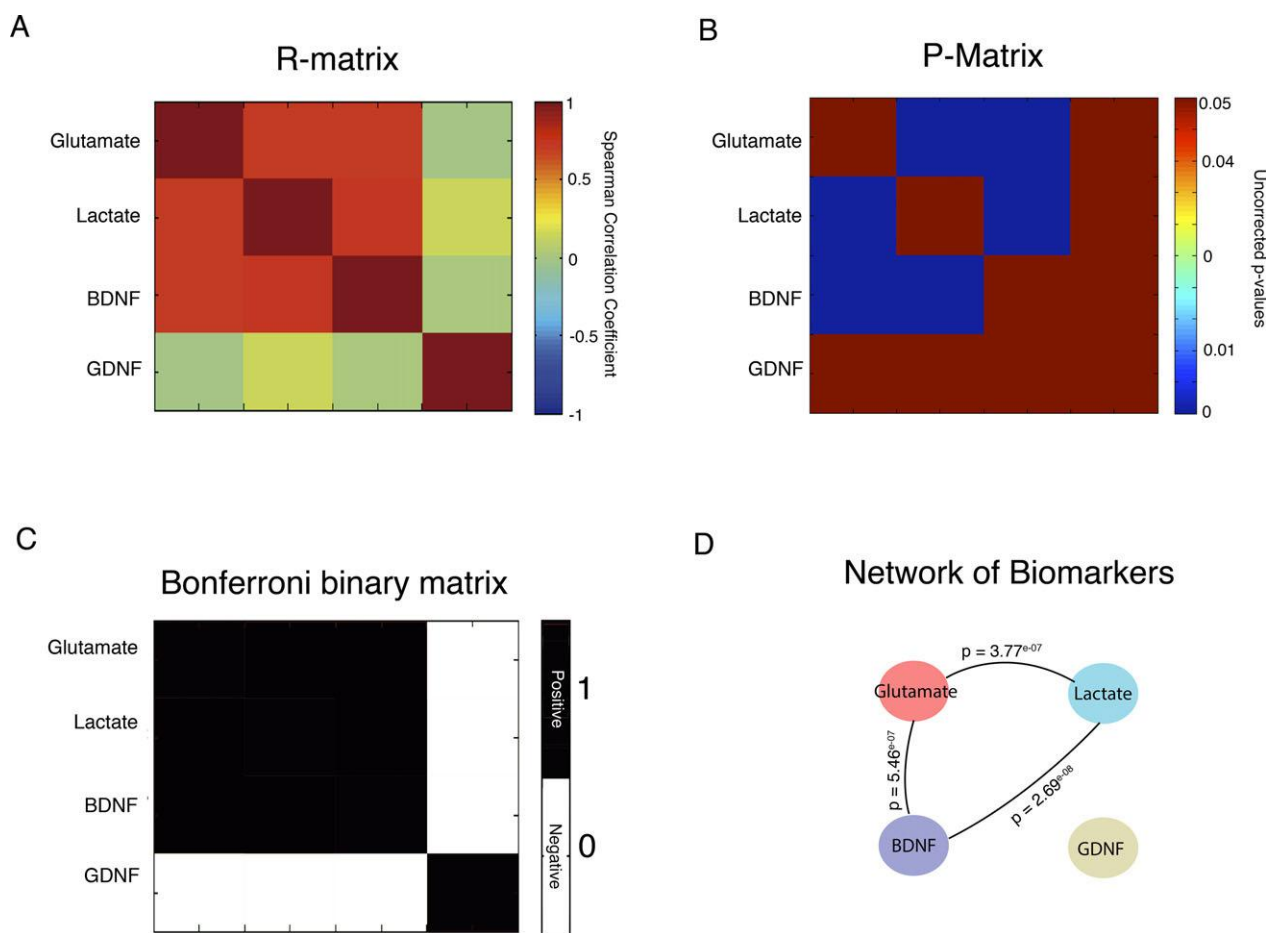 A
R-matrix
Glutamate
Lactate
BDNF
GDNF
1
0.5
0
-0.5
-1
Spearman Correlation Coefficient
B
P-Matrix
Glutamate
Lactate
BDNF
GDNF
0.05
0.04
0
0.01
0
Uncorrected p-values
C
Bonferroni binary matrix
Glutamate
Lactate
BDNF
GDNF
Positive
Negative
1
0
D
Network of Biomarkers
p = 3.77e-07
Glutamate
Lactate
p = 5.46e-07
p = 2.69e-08
BDNF
GDNF